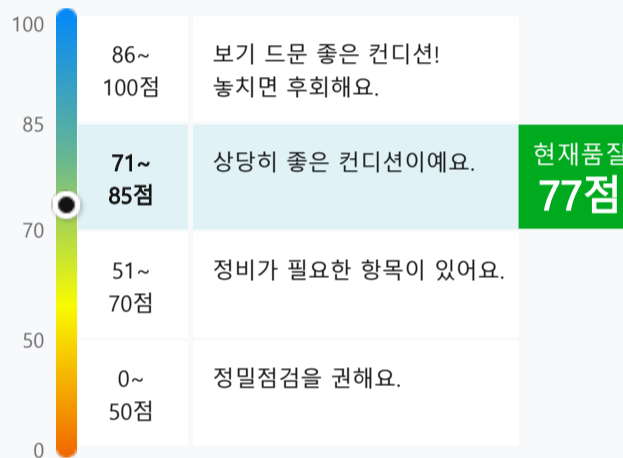 100
86~
100점
보기 드문 좋은 컨디션!
놓치면 후회해요.
85
71~
85점
상당히 좋은 컨디션이예요.
현재품질
77점
70
51~
70점
정비가 필요한 항목이 있어요.
50
0~
50점
정밀점검을 권해요.
0